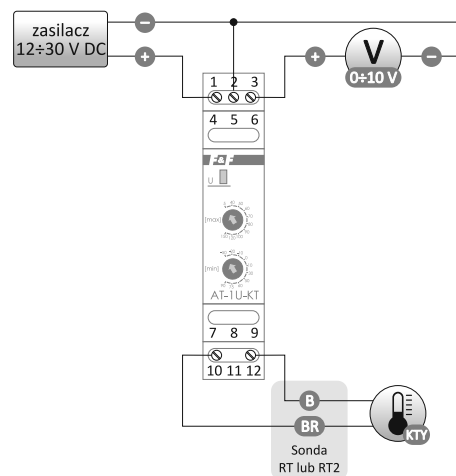 zasilacz
12÷30 V DC
−
+
+
V
0÷10 V
−
1 2 3
4 5 6
F&F
U
[max]
[min]
AT-1U-KT
7 8 9
10 11 12
B
BR
KTY
Sonda
RT lub RT2